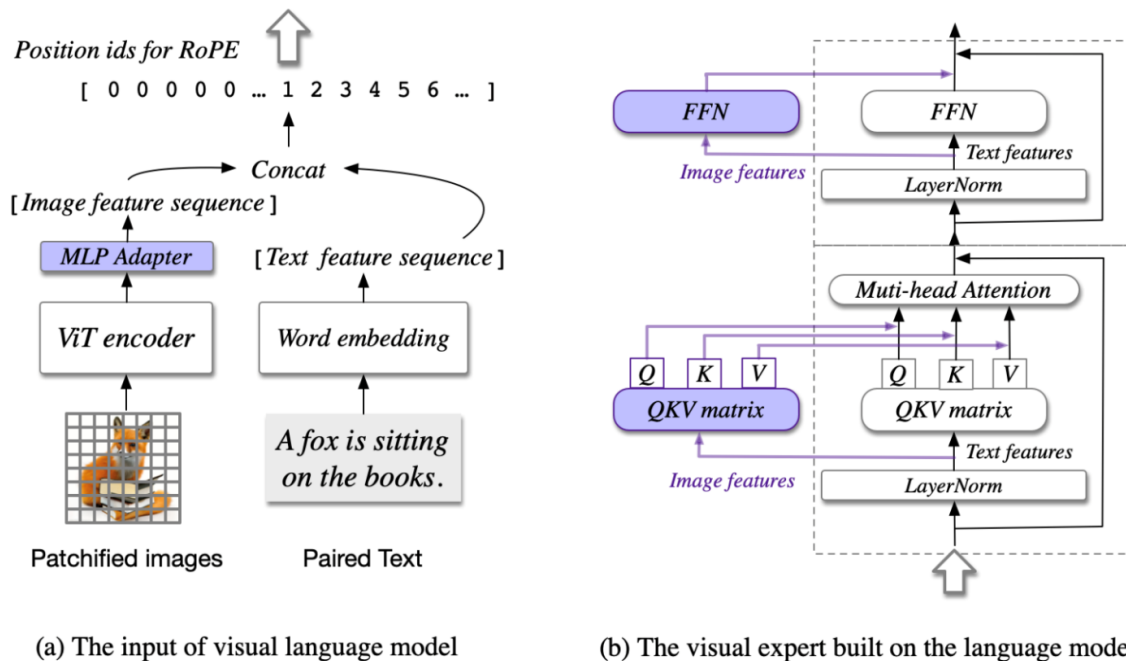 Position ids for RoPE
[ 0 0 0 0 0 … 1 2 3 4 5 6 … ]
Concat
[Image feature sequence]
MLP Adapter
[Text feature sequence]
ViT encoder
Word embedding
A fox is sitting
on the books.
Patchified images
Paired Text
(a) The input of visual language model
FFN
FFN
Image features
Text features
LayerNorm
Muti-head Attention
Q K V
Q K V
QKV matrix
QKV matrix
Image features
Text features
LayerNorm
(b) The visual expert built on the language mode